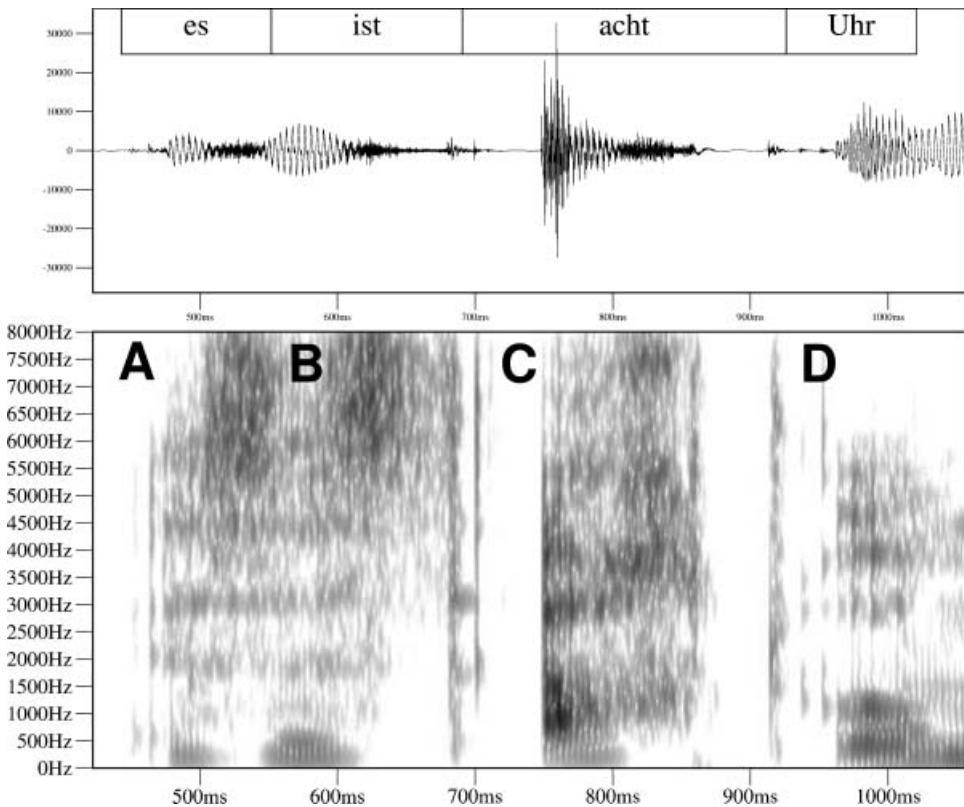 es ist acht Uhr
30000
20000
10000
0
-10000
-20000
-30000
500ms 600ms 700ms 800ms 900ms 1000ms
8000Hz
7500Hz
7000Hz
6500Hz
6000Hz
5500Hz
5000Hz
4500Hz
4000Hz
3500Hz
3000Hz
2500Hz
2000Hz
1500Hz
1000Hz
500Hz
0Hz
A B C D
500ms 600ms 700ms 800ms 900ms 1000ms